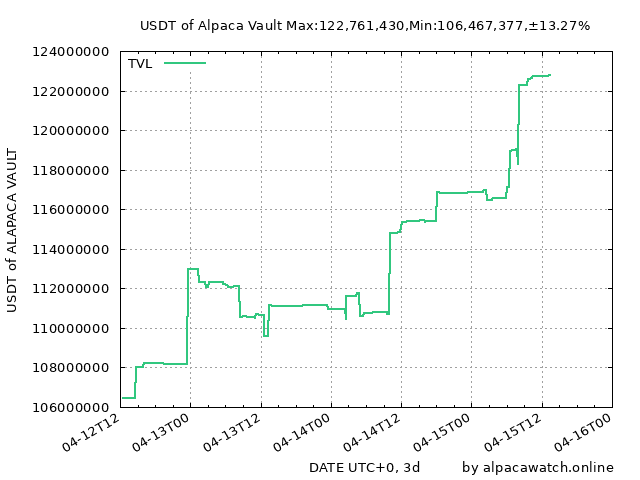 USDT of Alpaca Vault Max:122,761,430,Min:106,467,377,±13.27%
TVL
124000000
122000000
120000000
118000000
116000000
114000000
112000000
110000000
108000000
106000000
USDT of ALAPACA VAULT
04-12T12
04-13T00
04-13T12
04-14T00
04-14T12
04-15T00
04-15T12
04-16T00
DATE UTC+0, 3d
by alpacawatch.online